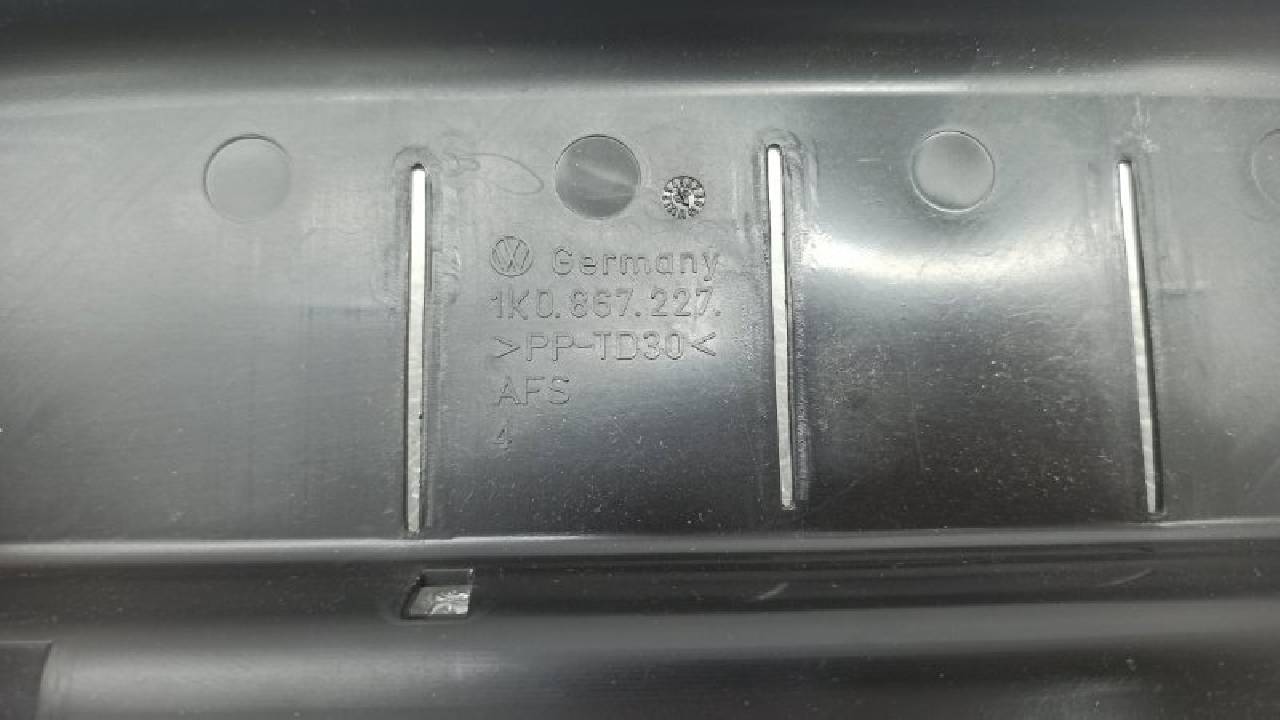 Germany
1K0.867.227.
>PP-TD30<
AFS
4